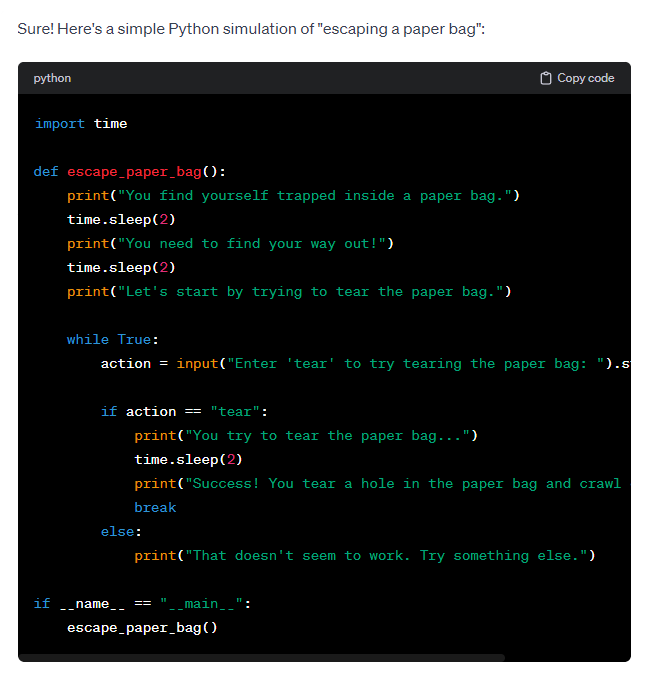 Sure! Here's a simple Python simulation of "escaping a paper bag":
python
Copy code
import time
def escape_paper_bag():
    print("You find yourself trapped inside a paper bag.")
    time.sleep(2)
    print("You need to find your way out!")
    time.sleep(2)
    print("Let's start by trying to tear the paper bag.")
    while True:
        action = input("Enter 'tear' to try tearing the paper bag: ").s
        if action == "tear":
            print("You try to tear the paper bag...")
            time.sleep(2)
            print("Success! You tear a hole in the paper bag and crawl
            break
        else:
            print("That doesn't seem to work. Try something else.")
if __name__ == "__main__":
    escape_paper_bag()